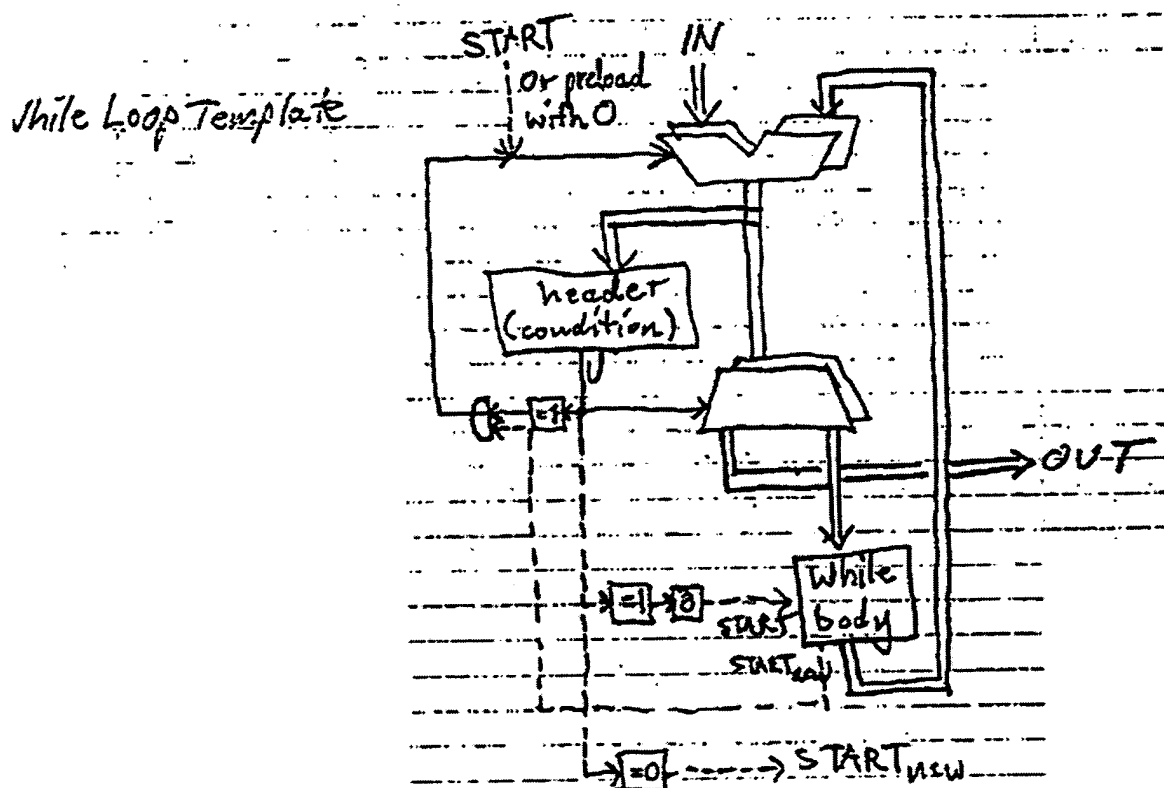 START
IN
or preload
with 0
While Loop Template
header
(condition)
=1
OUT
While
body
=1
START
START
=0
START new